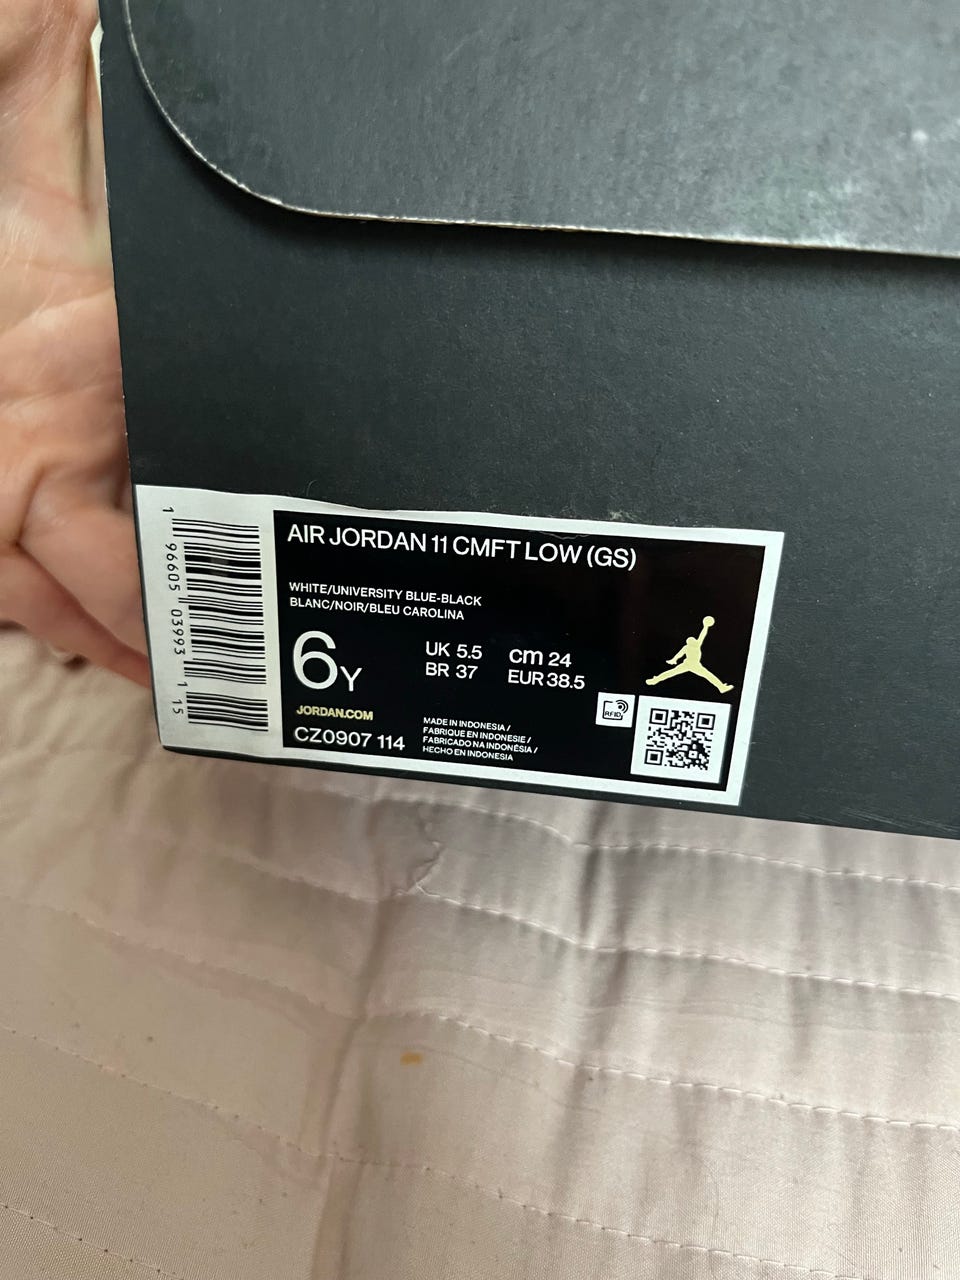 AIR JORDAN 11 CMFT LOW (GS)
WHITE/UNIVERSITY BLUE-BLACK
BLANC/NOIR/BLEU CAROLINA
6Y
UK 5.5
BR 37
cm 24
EUR 38.5
JORDAN.COM
CZ0907 114
MADE IN INDONESIA /
FABRIQUE EN INDONESIE /
FABRICADO NA INDONÉSIA /
HECHO EN INDONESIA
RFID
1 96605 03993 1 15